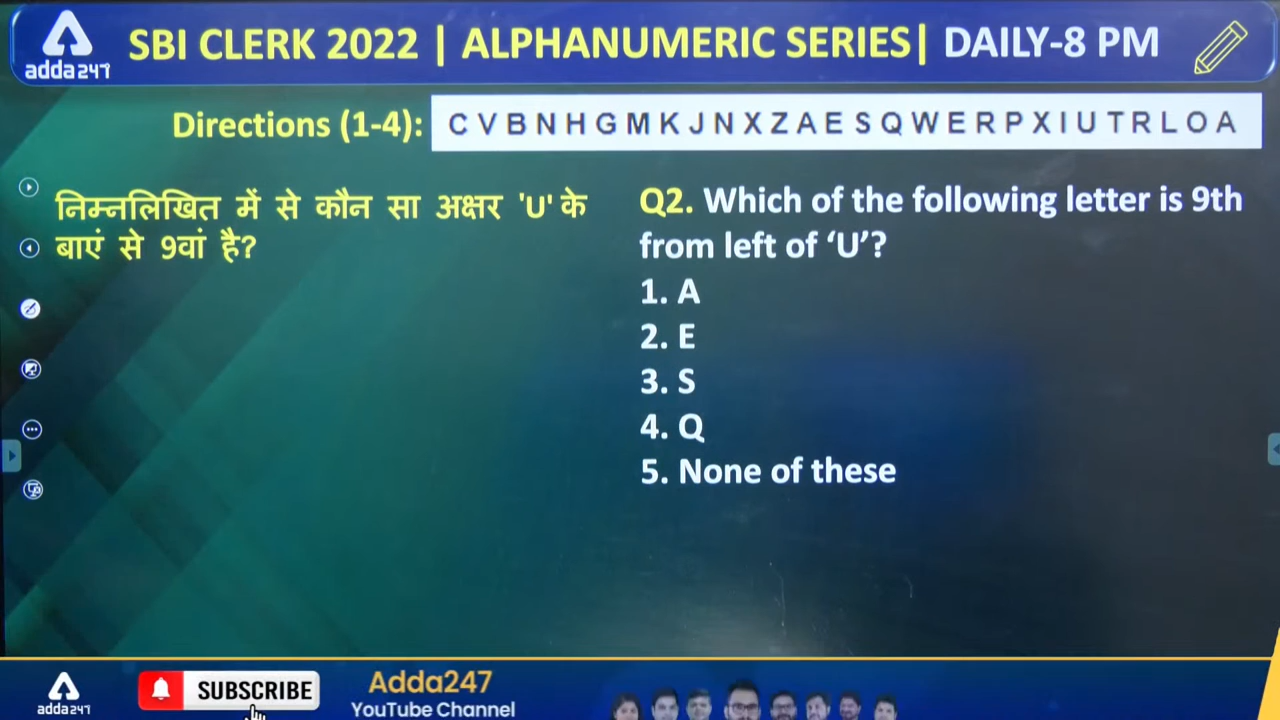 adda247
SBI CLERK 2022 | ALPHANUMERIC SERIES| DAILY-8 PM
Directions (1-4): C V B N H G M K J N X Z A E S Q W E R P X I U T R L O A
निम्नलिखित में से कौन सा अक्षर 'U' के
बाएं से 9वां है?
Q2. Which of the following letter is 9th
from left of ‘U’?
1. A
2. E
3. S
4. Q
5. None of these
adda247
SUBSCRIBE
Adda247
YouTube Channel